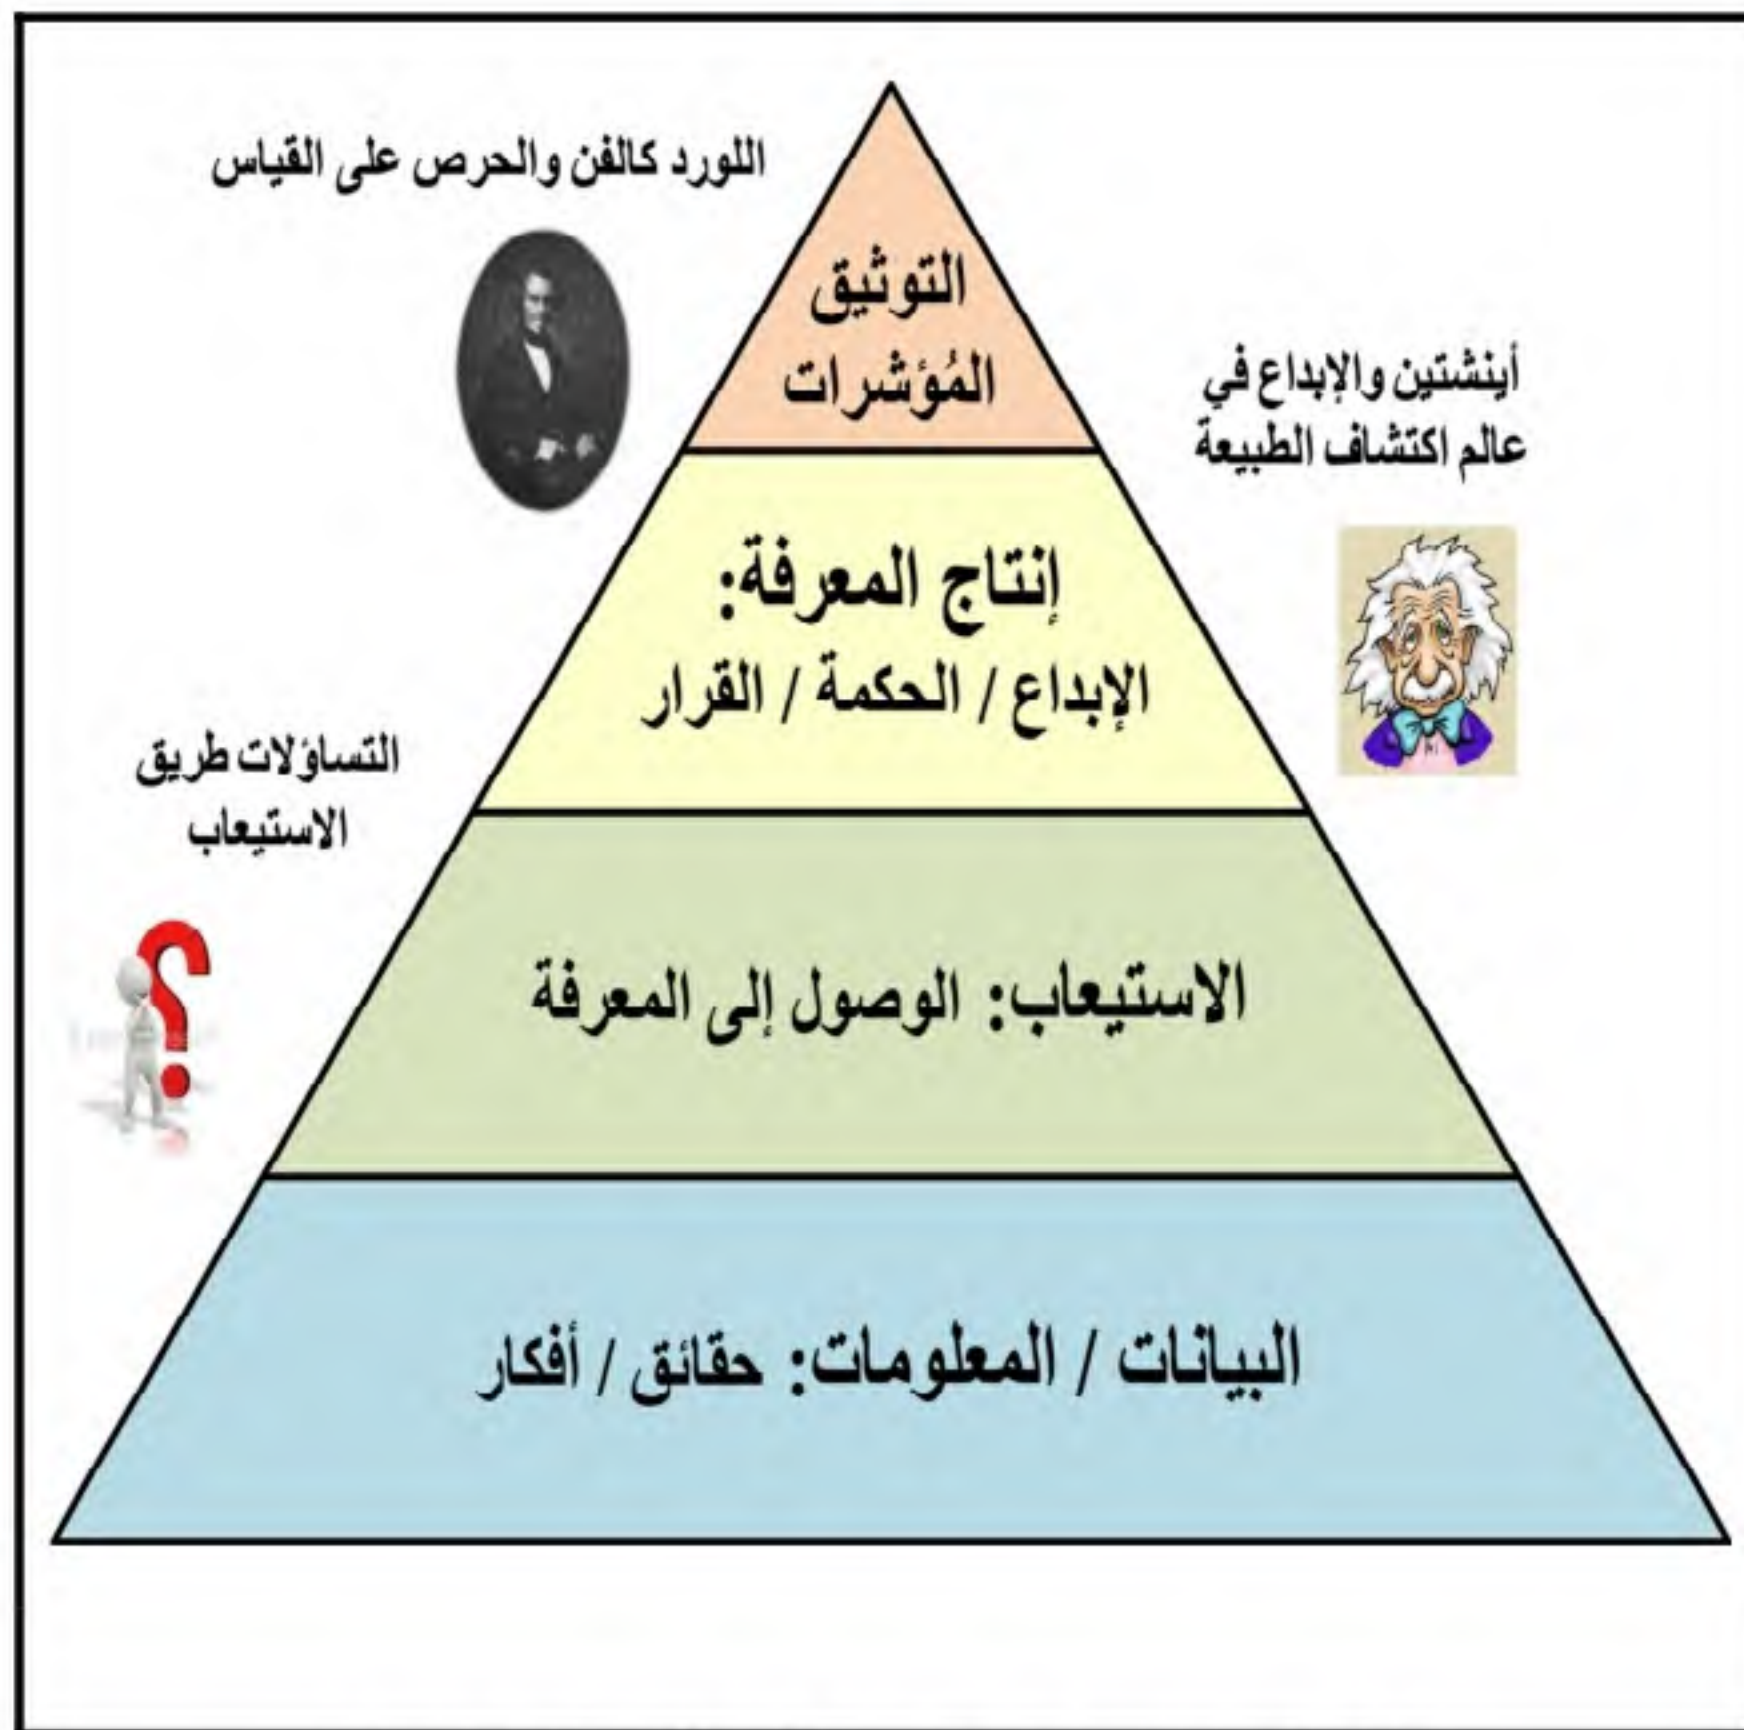 اللورد كالفن والحرص على القياس
التوثيق
المُؤشرات
أينشتين والإبداع في
عالم اكتشاف الطبيعة
إنتاج المعرفة:
الإبداع / الحكمة / القرار
التساؤلات طريق
الاستيعاب
الاستيعاب: الوصول إلى المعرفة
البيانات / المعلومات: حقائق / أفكار